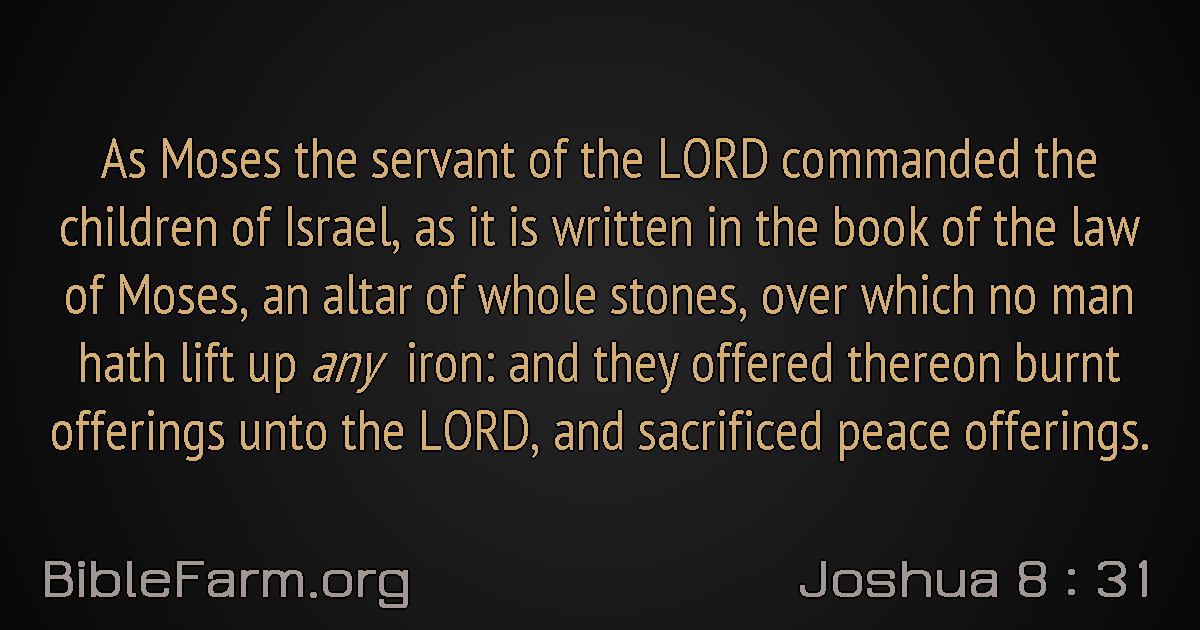 As Moses the servant of the LORD commanded the
children of Israel, as it is written in the book of the law
of Moses, an altar of whole stones, over which no man
hath lift up any iron: and they offered thereon burnt
offerings unto the LORD, and sacrificed peace offerings.
BibleFarm.org
Joshua 8 : 31